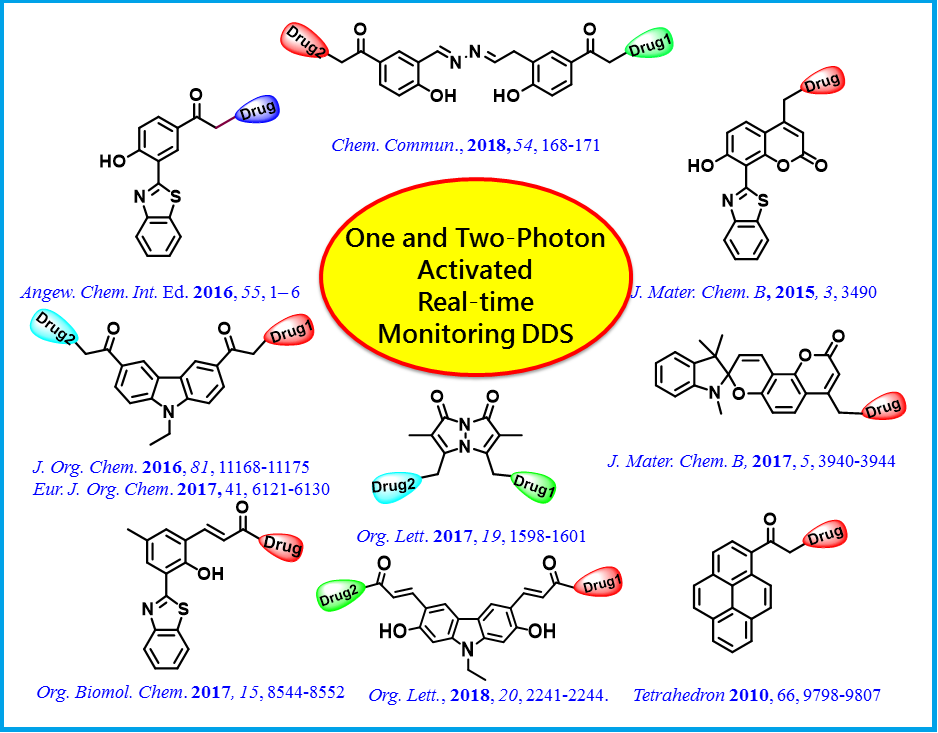 Drug2
O
O
Drug1
N
N
OH
HO
Chem. Commun., 2018, 54, 168-171
O
Drug
HO
N
S
Angew. Chem. Int. Ed. 2016, 55, 1–6
Drug
HO
O
O
N
S
J. Mater. Chem. B, 2015, 3, 3490
One and Two-Photon
Activated
Real-time
Monitoring DDS
Drug2
O
O
Drug1
N
J. Org. Chem. 2016, 81, 11168-11175
Eur. J. Org. Chem. 2017, 41, 6121-6130
O
O
N
N
Drug2
Drug1
Org. Lett. 2017, 19, 1598-1601
O
O
N
O
Drug
J. Mater. Chem. B, 2017, 5, 3940-3944
O
Drug
OH
N
S
Org. Biomol. Chem. 2017, 15, 8544-8552
Drug2
O
O
Drug1
HO
OH
N
Org. Lett., 2018, 20, 2241-2244.
O
Drug
Tetrahedron 2010, 66, 9798-9807